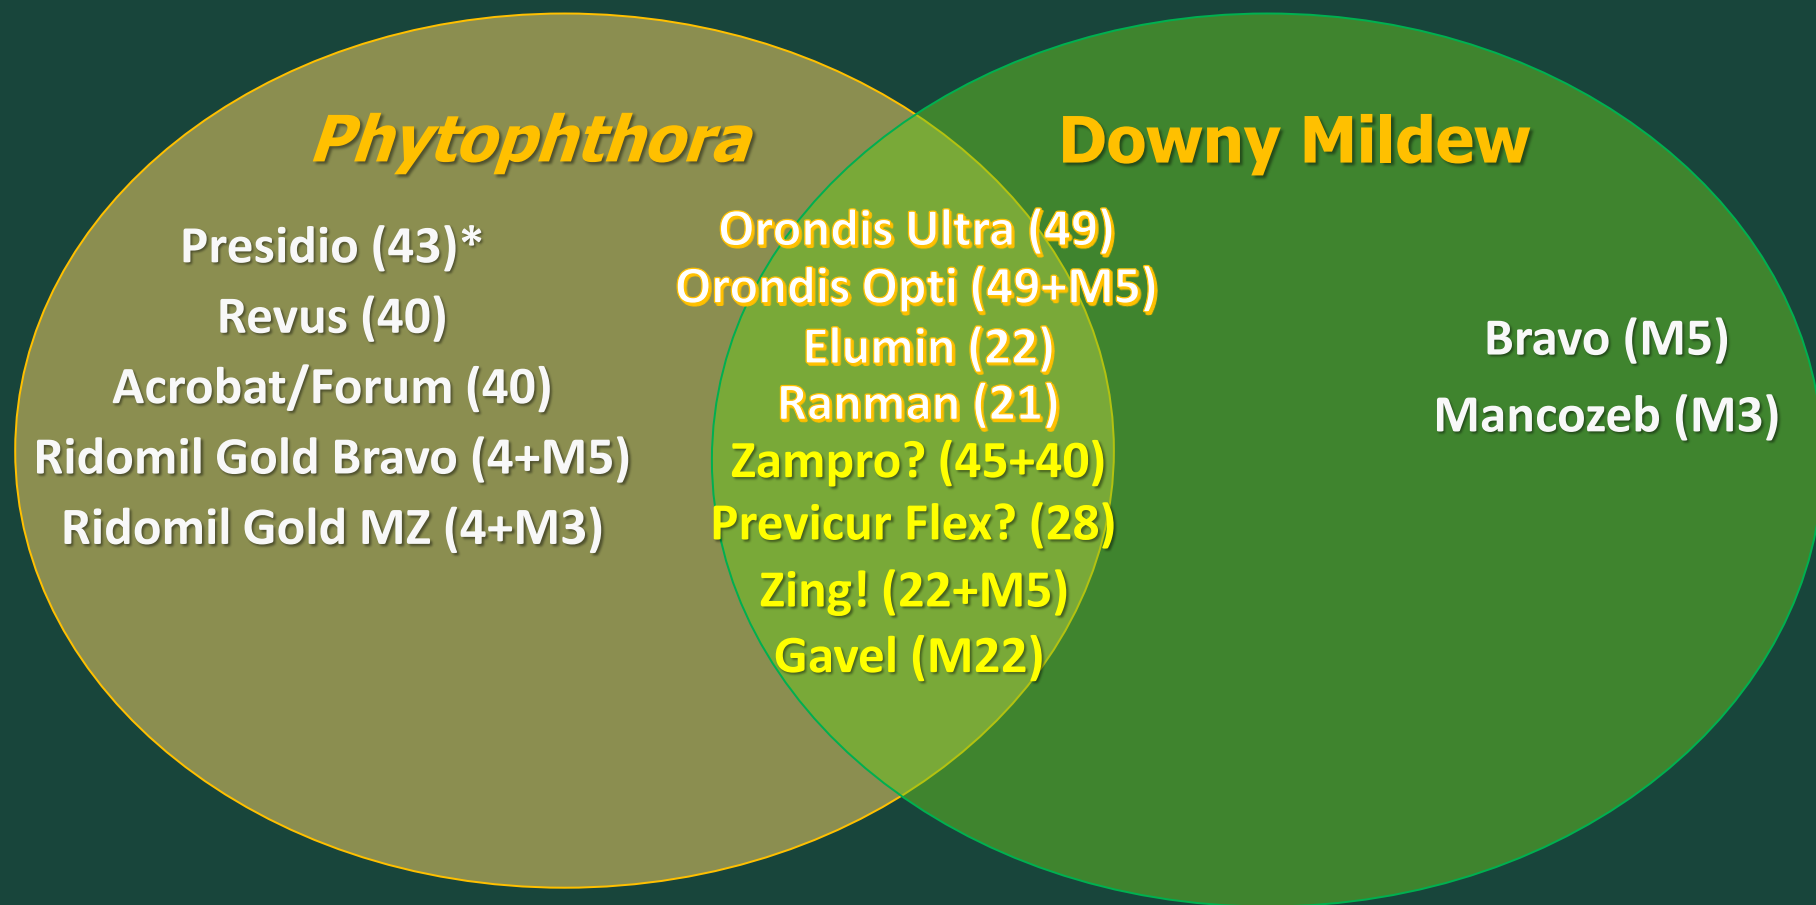 Phytophthora
Presidio (43)*
Revus (40)
Acrobat/Forum (40)
Ridomil Gold Bravo (4+M5)
Ridomil Gold MZ (4+M3)
Orondis Ultra (49)
Orondis Opti (49+M5)
Elumin (22)
Ranman (21)
Zampro? (45+40)
Previcur Flex? (28)
Zing! (22+M5)
Gavel (M22)
Downy Mildew
Bravo (M5)
Mancozeb (M3)